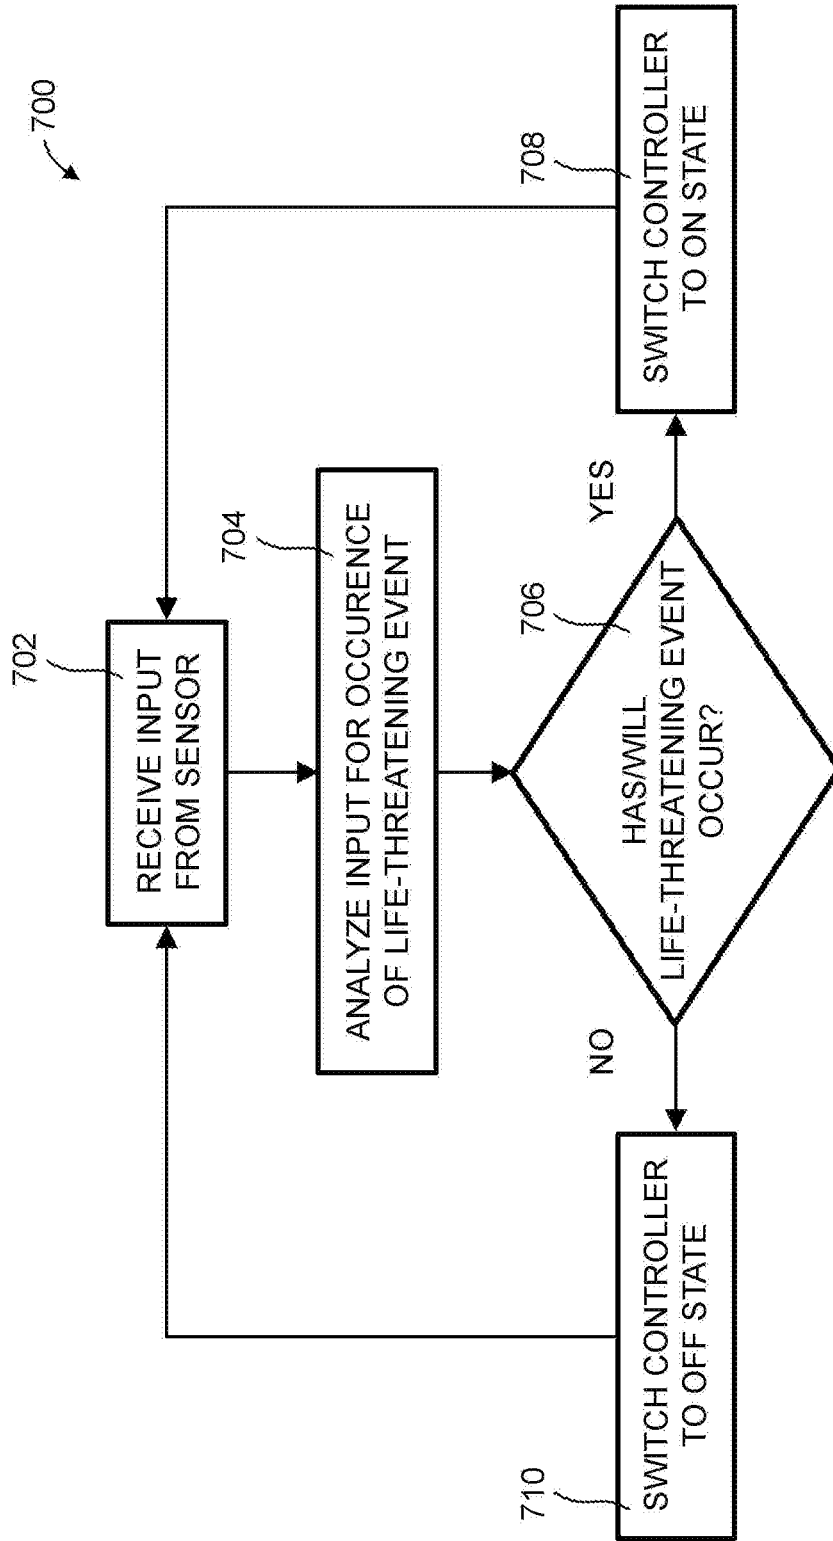 700
702
RECEIVE INPUT
FROM SENSOR
704
ANALYZE INPUT FOR OCCURENCE
OF LIFE-THREATENING EVENT
706
HAS/WILL
LIFE-THREATENING EVENT
OCCUR?
NO
YES
710
SWITCH CONTROLLER
TO OFF STATE
708
SWITCH CONTROLLER
TO ON STATE